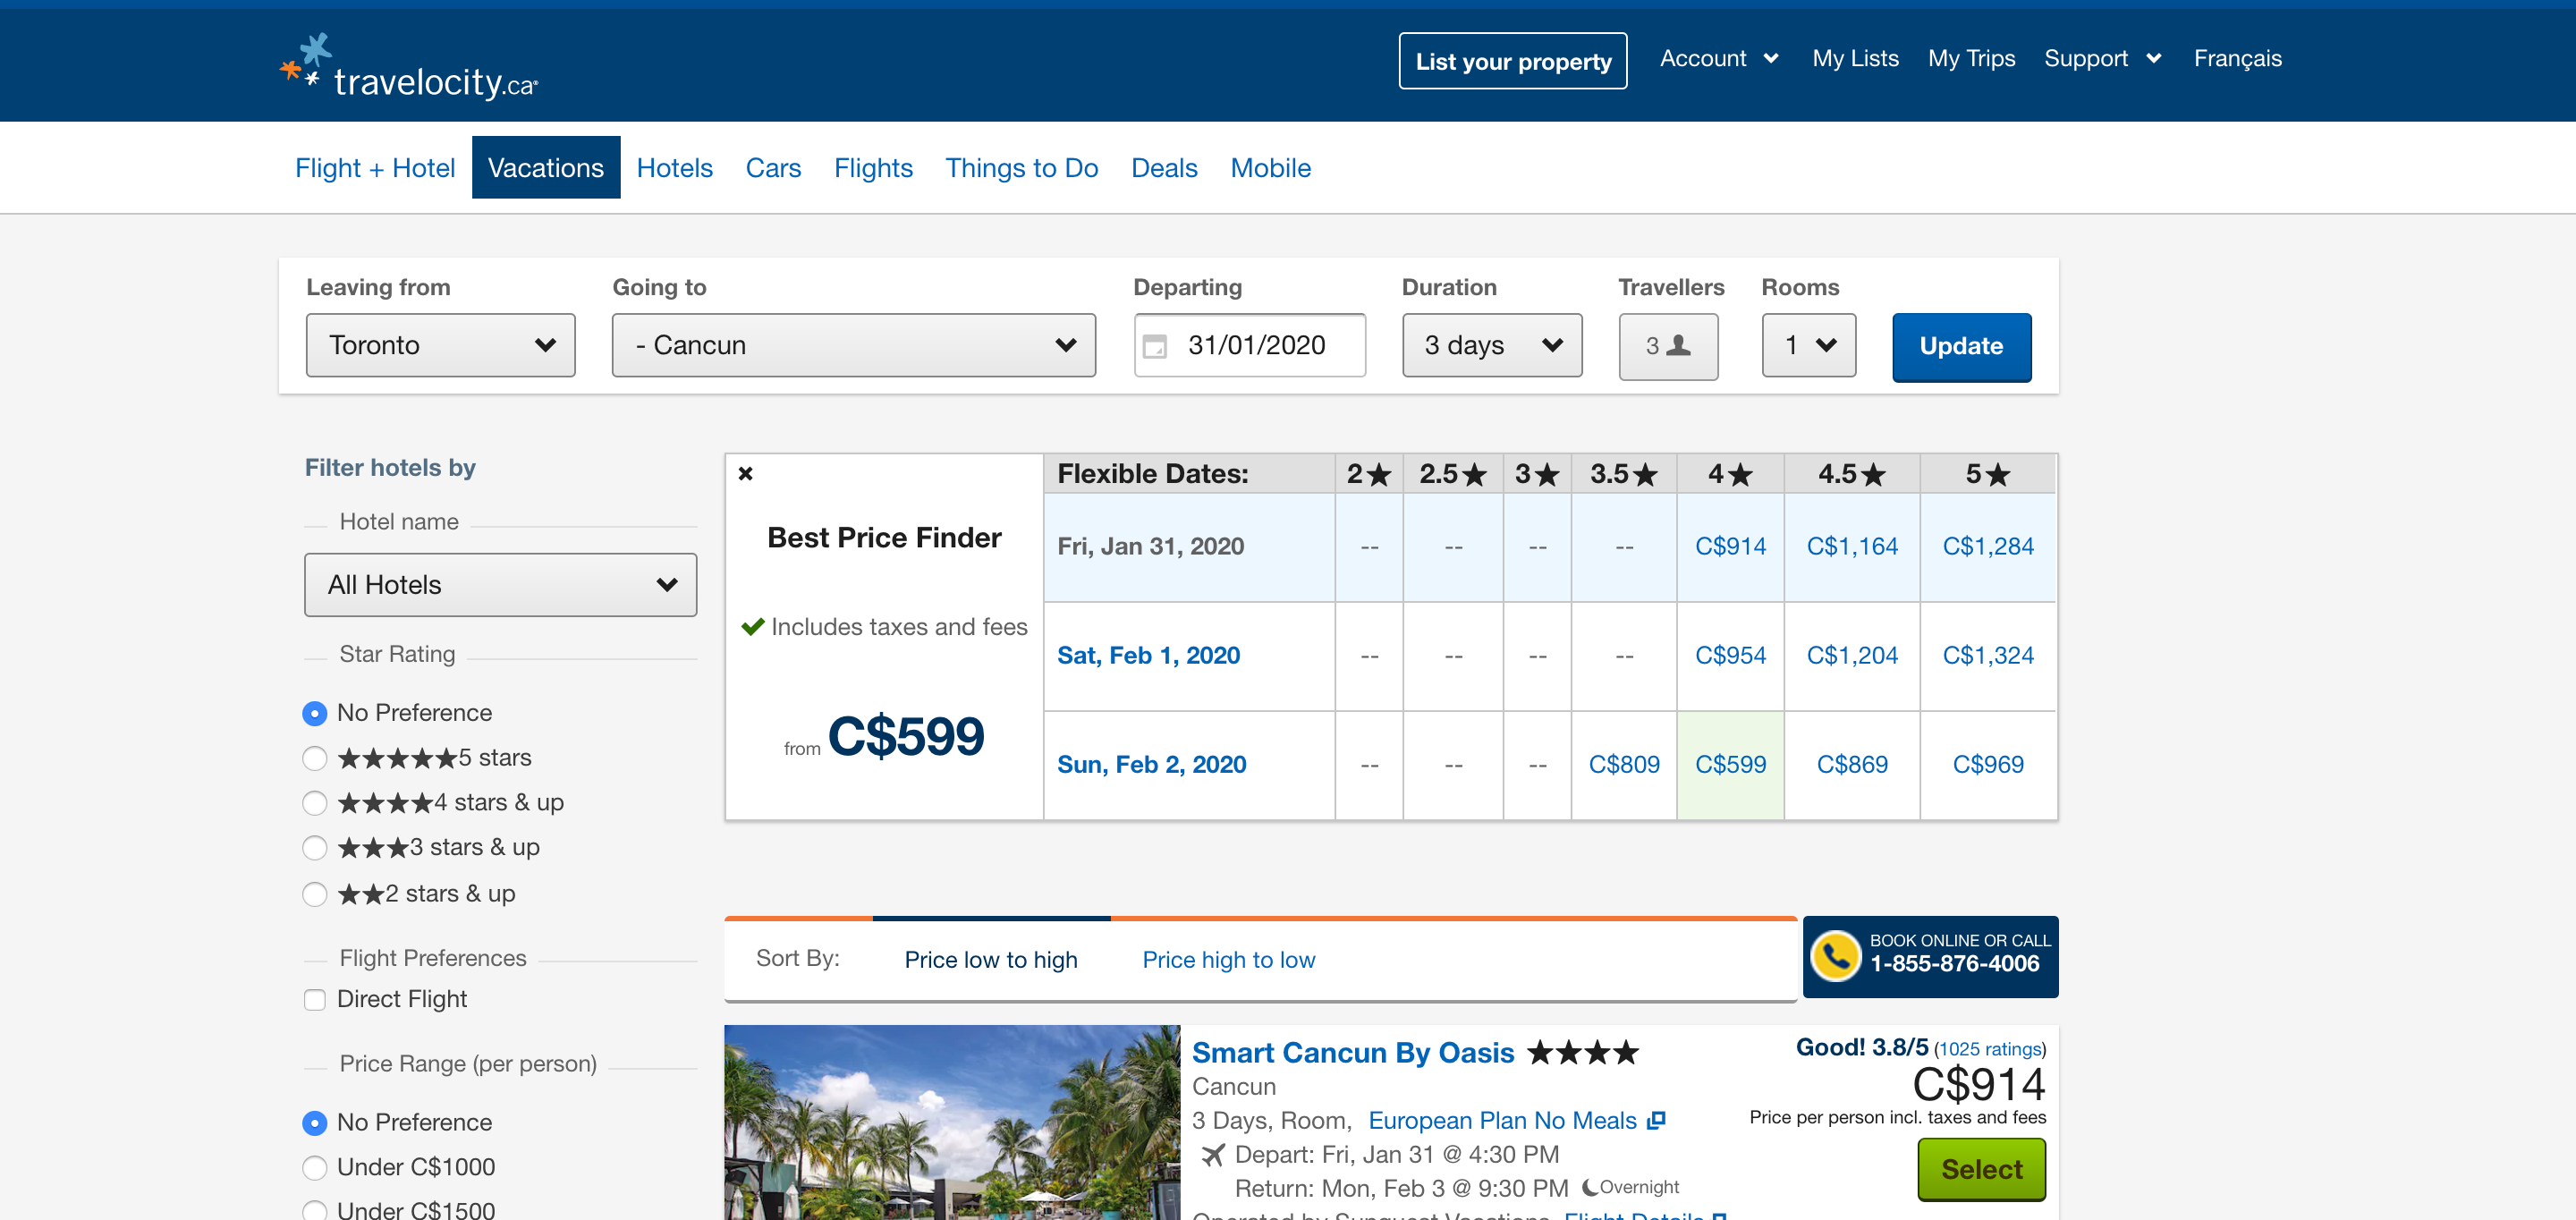 travelocity.ca®
List your property
Account
My Lists
My Trips
Support
Français
Flight + Hotel
Vacations
Hotels
Cars
Flights
Things to Do
Deals
Mobile
Leaving from
Going to
Departing
Duration
Travellers
Rooms
Toronto
- Cancun
31/01/2020
3 days
3
1
Update
Filter hotels by
Hotel name
All Hotels
Star Rating
No Preference
★★★★★5 stars
★★★★4 stars & up
★★★3 stars & up
★★2 stars & up
Flight Preferences
Direct Flight
Price Range (per person)
No Preference
Under C$1000
Under C$1500
Best Price Finder
Includes taxes and fees
from C$599
Flexible Dates: 2★ 2.5★ 3★ 3.5★ 4★ 4.5★ 5★
Fri, Jan 31, 2020 -- -- -- -- C$914 C$1,164 C$1,284
Sat, Feb 1, 2020 -- -- -- -- C$954 C$1,204 C$1,324
Sun, Feb 2, 2020 -- -- -- C$809 C$599 C$869 C$969
Sort By: Price low to high Price high to low
BOOK ONLINE OR CALL
1-855-876-4006
Smart Cancun By Oasis ★★★★
Cancun
3 Days, Room, European Plan No Meals
Depart: Fri, Jan 31 @ 4:30 PM
Return: Mon, Feb 3 @ 9:30 PM Overnight
Operated by Sunquest Vacations Flight Details
Good! 3.8/5 (1025 ratings)
C$914
Price per person incl. taxes and fees
Select